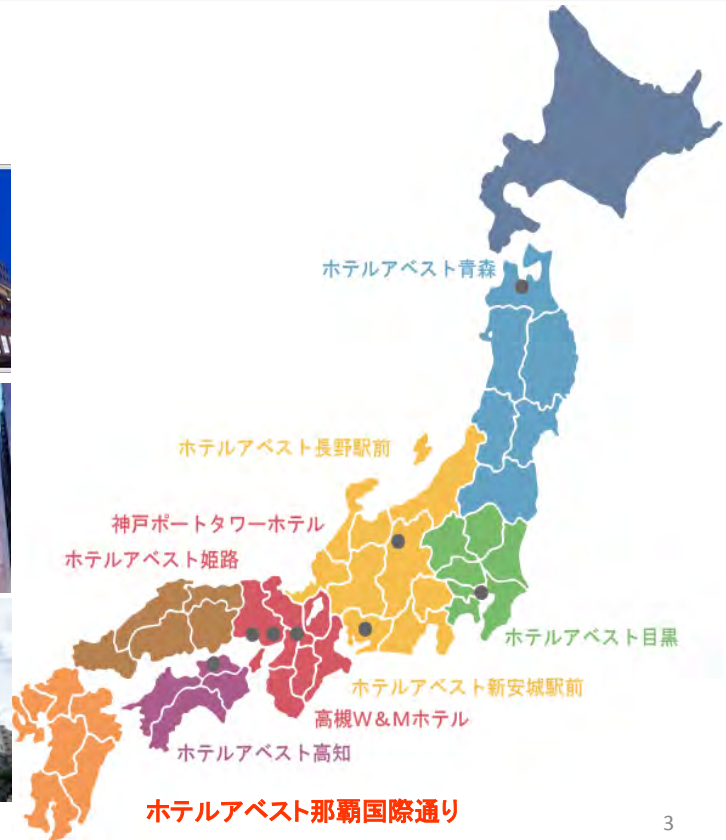 ホテルアベスト青森
ホテルアベスト長野駅前
神戸ポートタワーホテル
ホテルアベスト姫路
ホテルアベスト目黒
ホテルアベスト新安城駅前
高槻W&Mホテル
ホテルアベスト高知
ホテルアベスト那覇国際通り
3